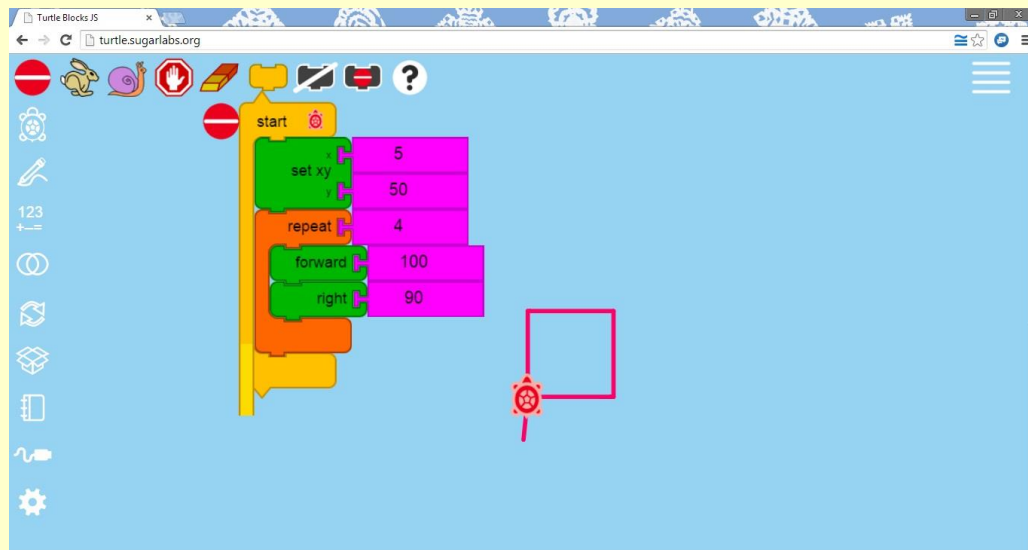 Turtle Blocks JS
turtle.sugarlabs.org
?
start
set xy
x 5
y 50
repeat 4
forward 100
right 90
123
+-=